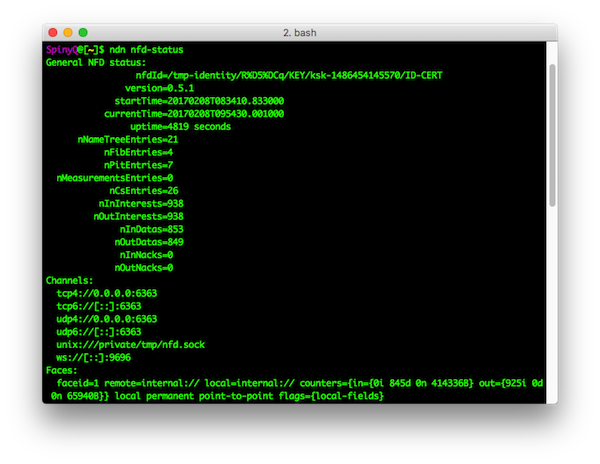 2. bash
SpinyQ@[~]$ ndn nfd-status
General NFD status:
nfdId=/tmp-identity/R%D5%DCq/KEY/ksk-1486454145570/ID-CERT
version=0.5.1
startTime=20170208T083410.833000
currentTime=20170208T095430.001000
uptime=4819 seconds
nNameTreeEntries=21
nFibEntries=4
nPitEntries=7
nMeasurementsEntries=0
nCsEntries=26
nInInterests=938
nOutInterests=938
nInDatas=853
nOutDatas=849
nInNacks=0
nOutNacks=0
Channels:
tcp4://0.0.0.0:6363
tcp6://[::]:6363
udp4://0.0.0.0:6363
udp6://[::]:6363
unix:///private/tmp/nfd.sock
ws://[::]:9696
Faces:
faceid=1 remote=internal:// local=internal:// counters={in={0i 845d 0n 414336B} out={925i 0d
0n 65940B}} local permanent point-to-point flags={local-fields}